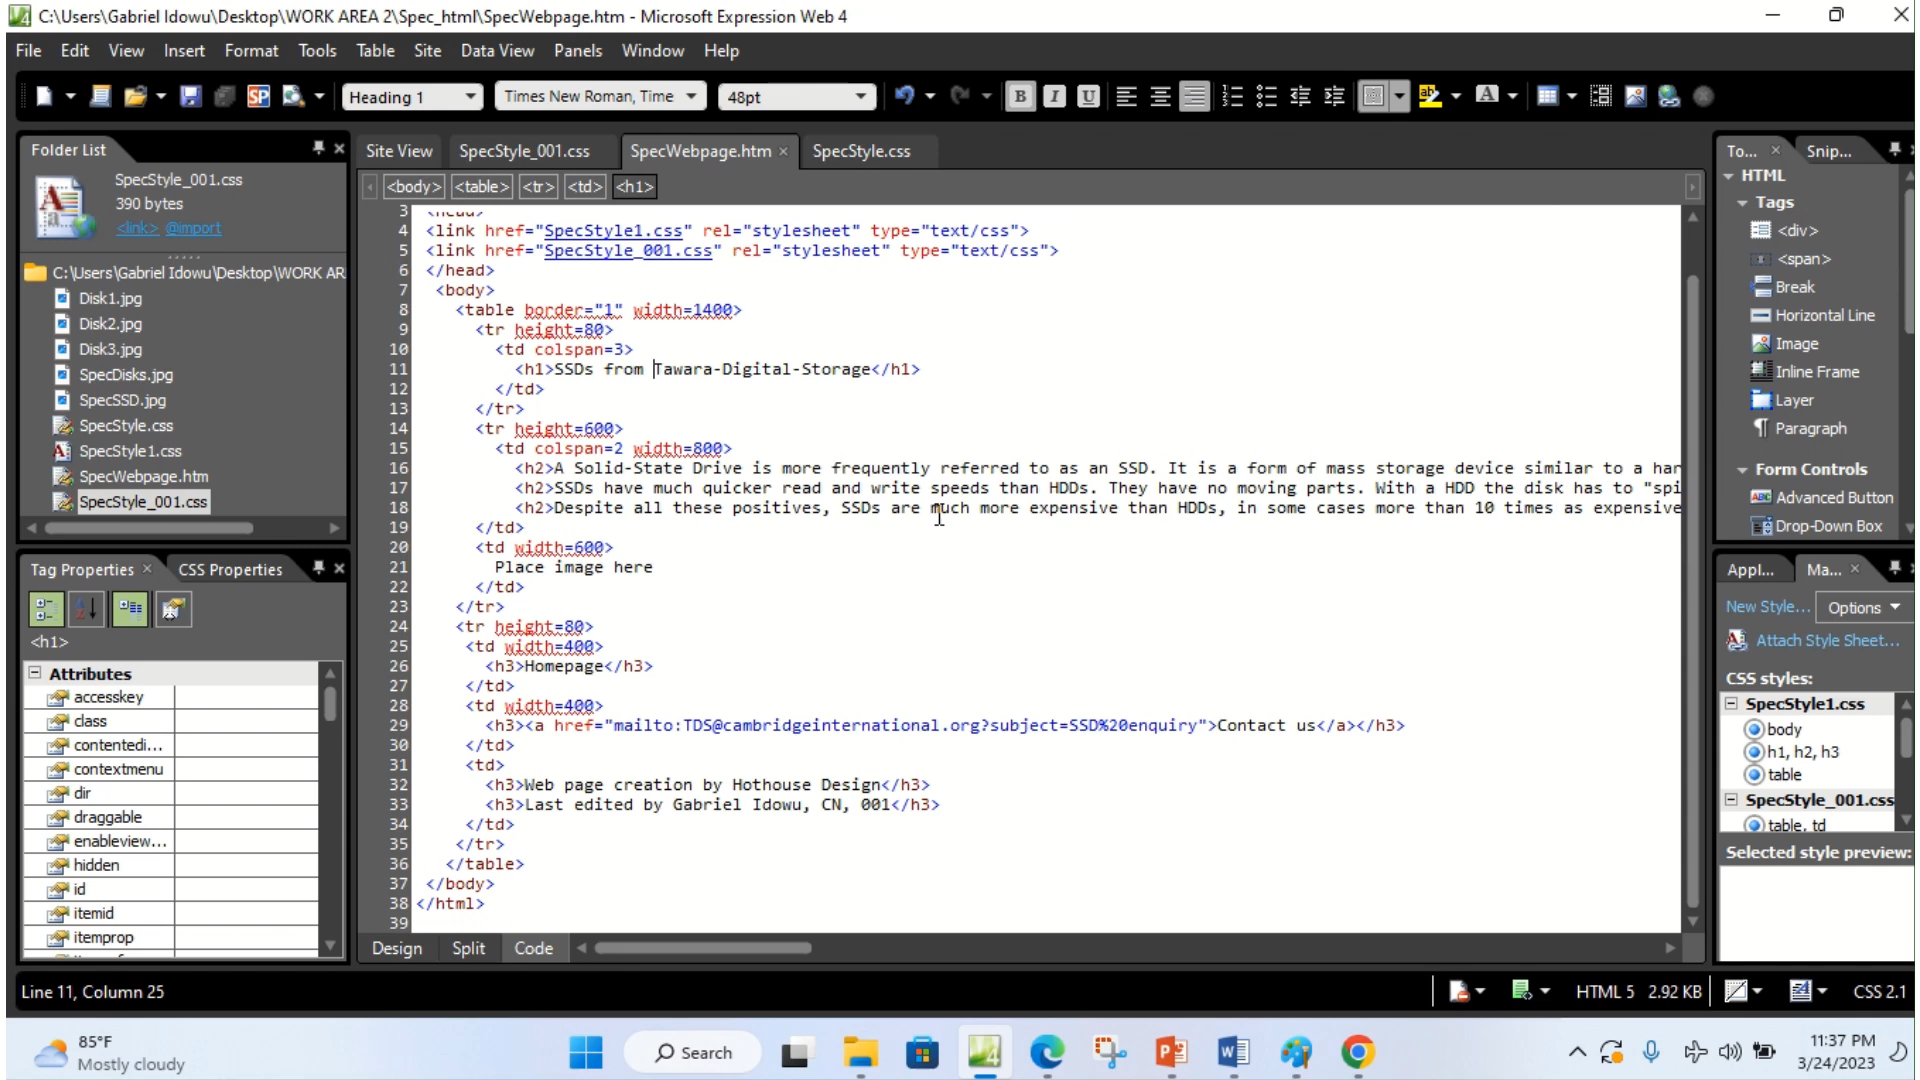 C:\Users\Gabriel Idowu\Desktop\WORK AREA 2\Spec_html\SpecWebpage.htm - Microsoft Expression Web 4
File Edit View Insert Format Tools Table Site Data View Panels Window Help
Heading 1 Times New Roman, Time 48pt B I U A
Folder List
SpecStyle_001.css
390 bytes
<link> @import
C:\Users\Gabriel Idowu\Desktop\WORK AR
Disk1.jpg
Disk2.jpg
Disk3.jpg
SpecDisks.jpg
SpecSSD.jpg
SpecStyle.css
SpecStyle1.css
SpecWebpage.htm
SpecStyle_001.css
Tag Properties CSS Properties
<h1>
Attributes
accesskey
class
contentedi...
contextmenu
dir
draggable
enableview...
hidden
id
itemid
itemprop
Site View SpecStyle_001.css SpecWebpage.htm SpecStyle.css
<body> <table> <tr> <td> <h1>
3 <head>
4 <link href="SpecStyle1.css" rel="stylesheet" type="text/css">
5 <link href="SpecStyle_001.css" rel="stylesheet" type="text/css">
6 </head>
7 <body>
8 <table border="1" width=1400>
9 <tr height=80>
10 <td colspan=3>
11 <h1>SSDs from Tawara-Digital-Storage</h1>
12 </td>
13 </tr>
14 <tr height=600>
15 <td colspan=2 width=800>
16 <h2>A Solid-State Drive is more frequently referred to as an SSD. It is a form of mass storage device similar to a har
17 <h2>SSDs have much quicker read and write speeds than HDDs. They have no moving parts. With a HDD the disk has to "spi
18 <h2>Despite all these positives, SSDs are much more expensive than HDDs, in some cases more than 10 times as expensive
19 </td>
20 <td width=600>
21 Place image here
22 </td>
23 </tr>
24 <tr height=80>
25 <td width=400>
26 <h3>Homepage</h3>
27 </td>
28 <td width=400>
29 <h3><a href="mailto:TDS@cambridgeinternational.org?subject=SSD%20enquiry">Contact us</a></h3>
30 </td>
31 <td>
32 <h3>Web page creation by Hothouse Design</h3>
33 <h3>Last edited by Gabriel Idowu, CN, 001</h3>
34 </td>
35 </tr>
36 </table>
37 </body>
38 </html>
39
Design Split Code
To... Snip...
HTML
Tags
<div>
<span>
Break
Horizontal Line
Image
Inline Frame
Layer
Paragraph
Form Controls
Advanced Button
Drop-Down Box
Appl... Ma...
New Style... Options
Attach Style Sheet...
CSS styles:
SpecStyle1.css
body
h1, h2, h3
table
SpecStyle_001.css
table, td
Selected style preview:
Line 11, Column 25
HTML 5 2.92 KB CSS 2.1
85°F
Mostly cloudy
Search
11:37 PM
3/24/2023